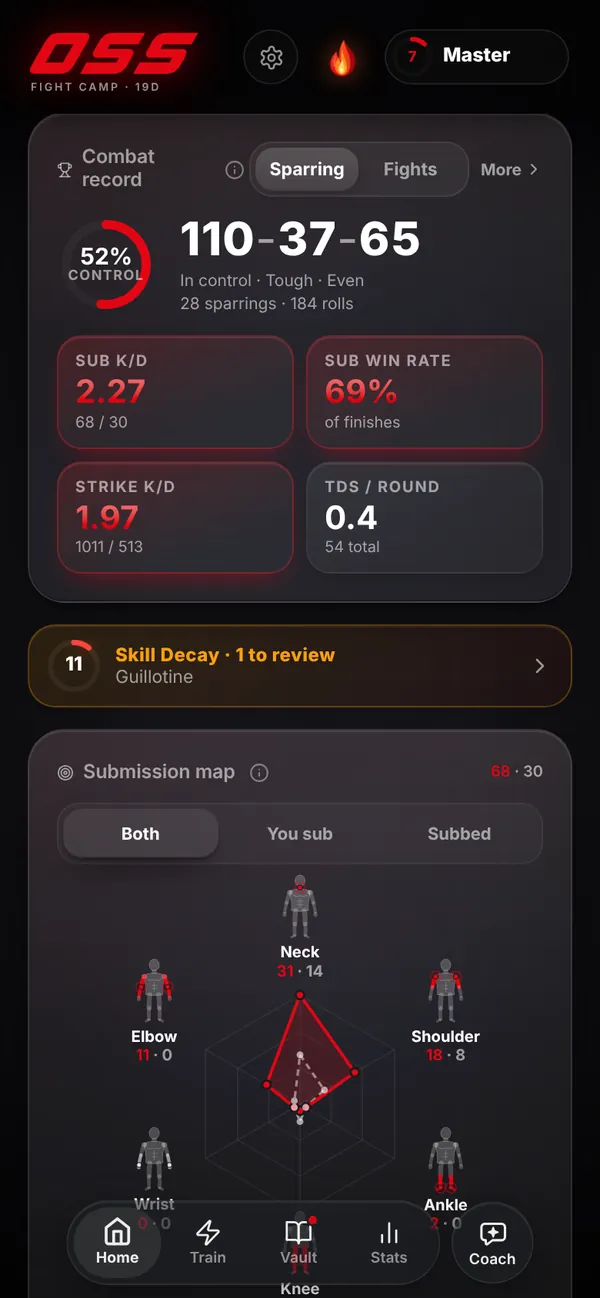 OSS
FIGHT CAMP · 19D
7
Master
Combat
record
Sparring
Fights
More
52%
CONTROL
110-37-65
In control · Tough · Even
28 sparrings · 184 rolls
SUB K/D
2.27
68 / 30
SUB WIN RATE
69%
of finishes
STRIKE K/D
1.97
1011 / 513
TDS / ROUND
0.4
54 total
11
Skill Decay · 1 to review
Guillotine
Submission map
68 · 30
Both
You sub
Subbed
Neck
31 · 14
Elbow
11 · 0
Shoulder
18 · 8
Wrist
0 · 0
Ankle
2 · 0
Knee
Home
Train
Vault
Stats
Coach